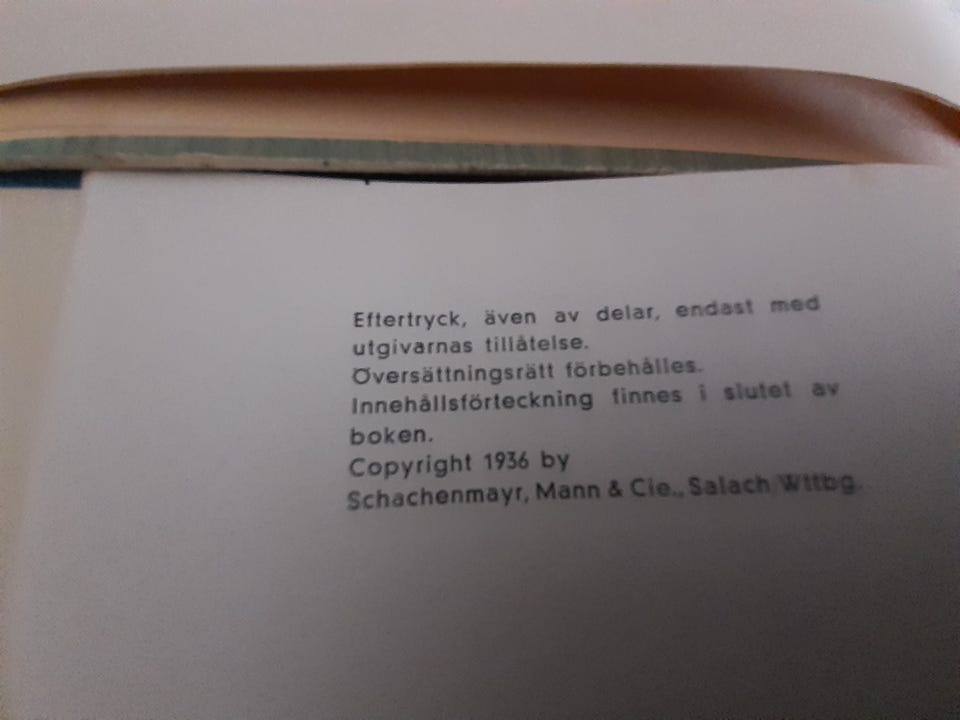 Eftertryck, även av delar, endast med
utgivarnas tillåtelse.
Översättningsrätt förbehålles.
Innehållsförteckning finnes i slutet av
boken.
Copyright 1936 by
Schachenmayr, Mann & Cie., Salach/Wttbg.